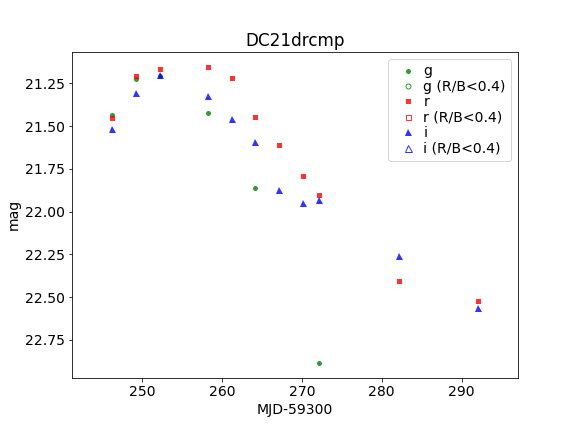 DC21drcmp
21.25
21.50
21.75
22.00
22.25
22.50
22.75
mag
g
g (R/B<0.4)
r
r (R/B<0.4)
i
i (R/B<0.4)
250
260
270
280
290
MJD-59300